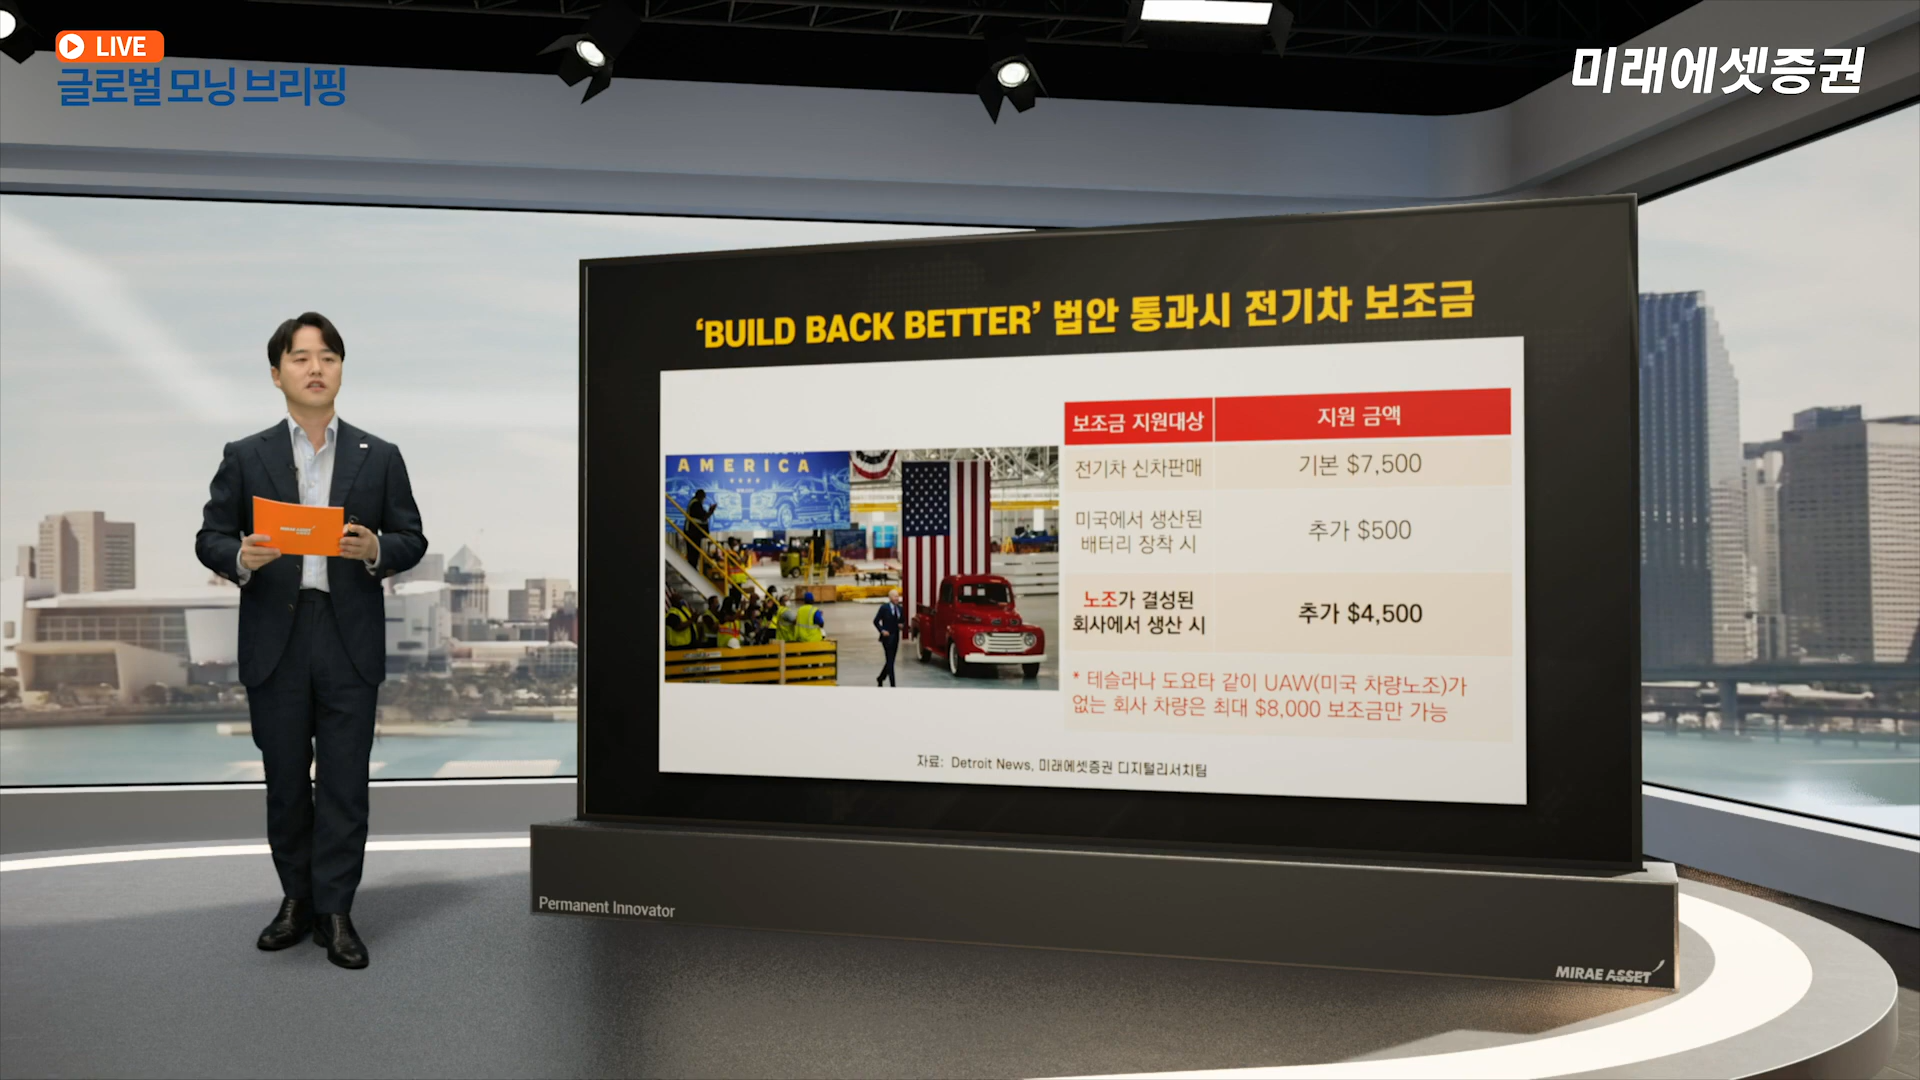 LIVE
글로벌 모닝 브리핑
미래에셋증권
‘BUILD BACK BETTER’ 법안 통과시 전기차 보조금
AMERICA
보조금 지원대상
지원 금액
전기차 신차판매
기본 $7,500
미국에서 생산된
배터리 장착 시
추가 $500
노조가 결성된
회사에서 생산 시
추가 $4,500
* 테슬라나 도요타 같이 UAW(미국 차량노조)가
없는 회사 차량은 최대 $8,000 보조금만 가능
자료: Detroit News, 미래에셋증권 디지털리서치팀
MIRAE ASSET
Permanent Innovator
MIRAE ASSET